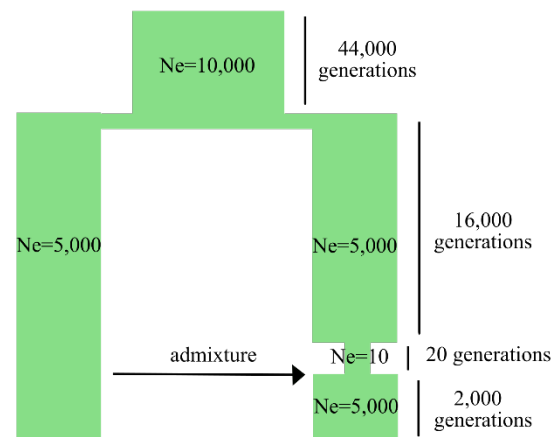 Ne=10,000
44,000
generations
Ne=5,000
Ne=5,000
16,000
generations
admixture
Ne=10
20 generations
Ne=5,000
2,000
generations